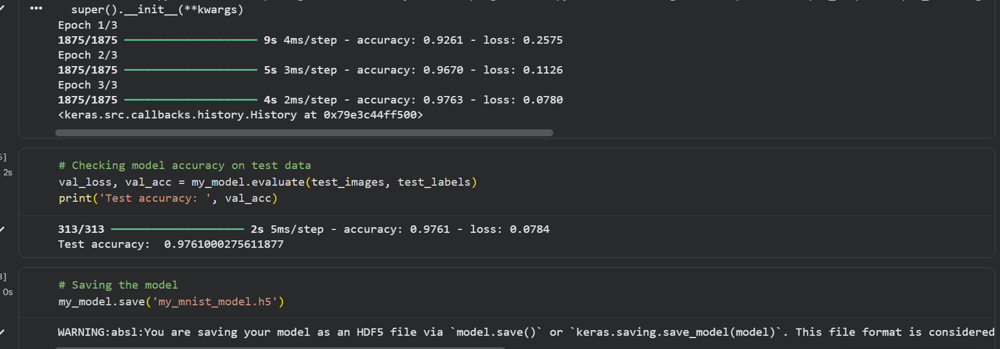 super().__init__(**kwargs)
Epoch 1/3
1875/1875 ━━━━━━━━━━━━━━━━━━━━ 9s 4ms/step - accuracy: 0.9261 - loss: 0.2575
Epoch 2/3
1875/1875 ━━━━━━━━━━━━━━━━━━━━ 5s 3ms/step - accuracy: 0.9670 - loss: 0.1126
Epoch 3/3
1875/1875 ━━━━━━━━━━━━━━━━━━━━ 4s 2ms/step - accuracy: 0.9763 - loss: 0.0780
<keras.src.callbacks.history.History at 0x79e3c44ff500>
# Checking model accuracy on test data
2s
val_loss, val_acc = my_model.evaluate(test_images, test_labels)
print('Test accuracy: ', val_acc)
313/313 ━━━━━━━━━━━━━━━━━━━━ 2s 5ms/step - accuracy: 0.9761 - loss: 0.0784
Test accuracy:  0.9761000275611877
# Saving the model
0s
my_model.save('my_mnist_model.h5')
WARNING:absl:You are saving your model as an HDF5 file via `model.save()` or `keras.saving.save_model(model)`. This file format is considered